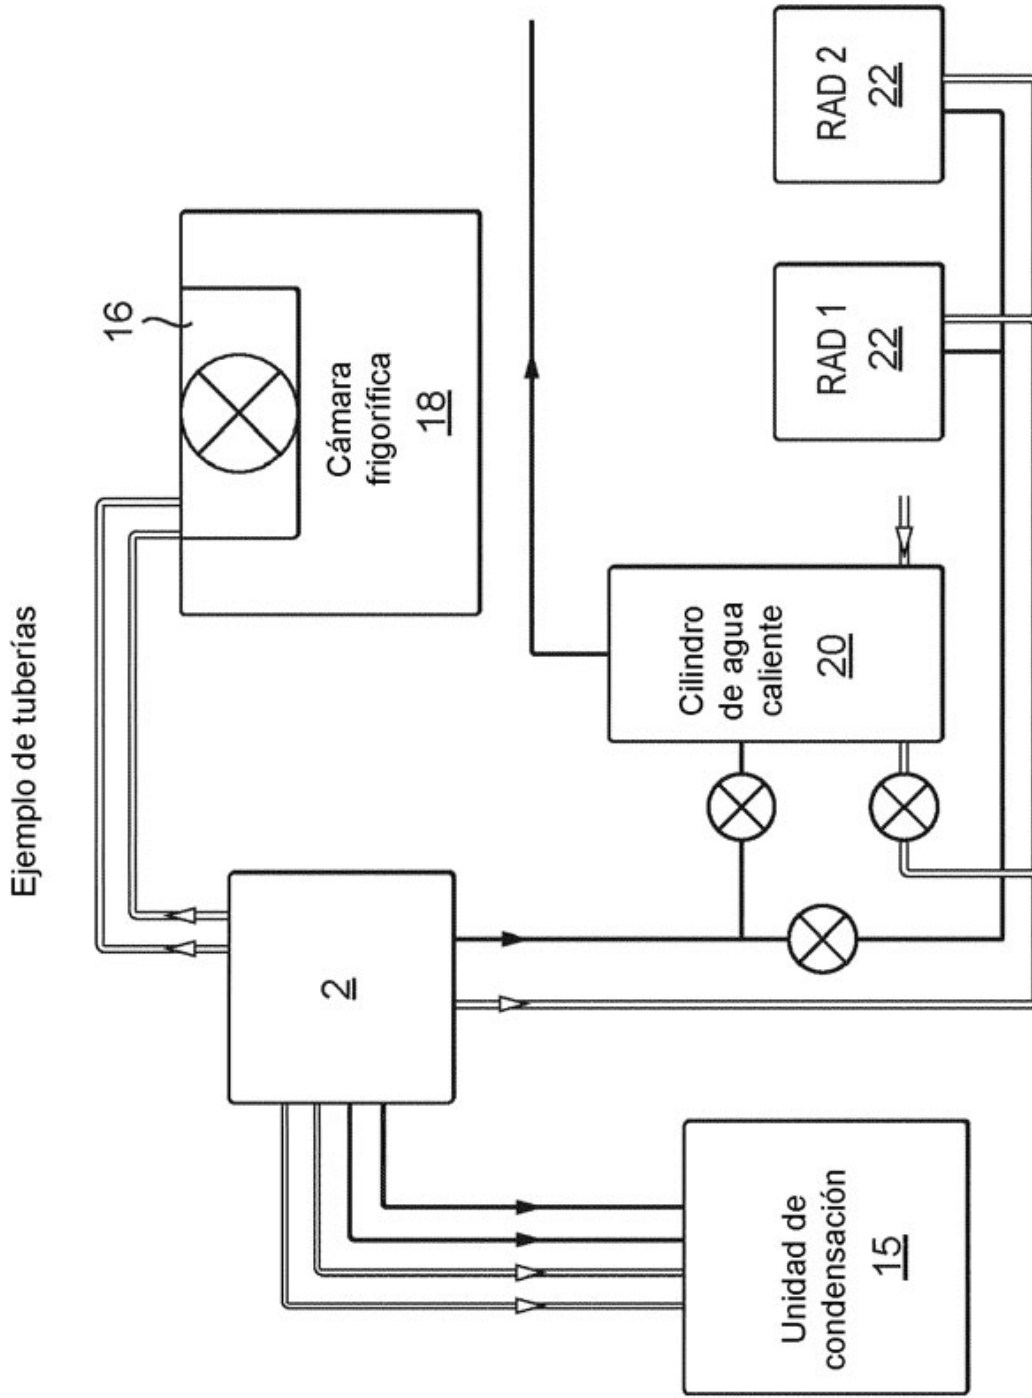 Ejemplo de tuberías
16
Cámara
frigorífica
18
2
Unidad de
condensación
15
Cilindro
de agua
caliente
20
RAD 1
22
RAD 2
22